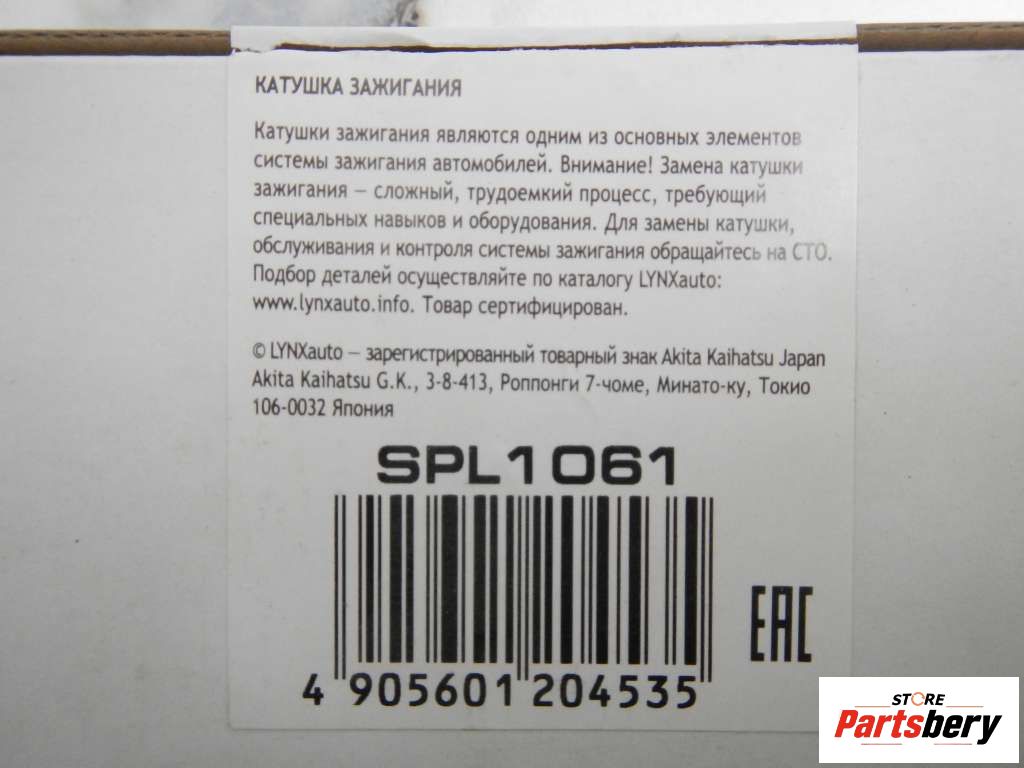 КАТУШКА ЗАЖИГАНИЯ
Катушки зажигания являются одним из основных элементов
системы зажигания автомобилей. Внимание! Замена катушки
зажигания — сложный, трудоемкий процесс, требующий
специальных навыков и оборудования. Для замены катушки,
обслуживания и контроля системы зажигания обращайтесь на СТО.
Подбор деталей осуществляйте по каталогу LYNXauto:
www.lynxauto.info. Товар сертифицирован.
© LYNXauto — зарегистрированный товарный знак Akita Kaihatsu Japan
Akita Kaihatsu G.K., 3-8-413, Роппонги 7-чоме, Минато-ку, Токио
106-0032 Япония
SPL1061
4 905601 204535
EAC
STORE
Partsbery